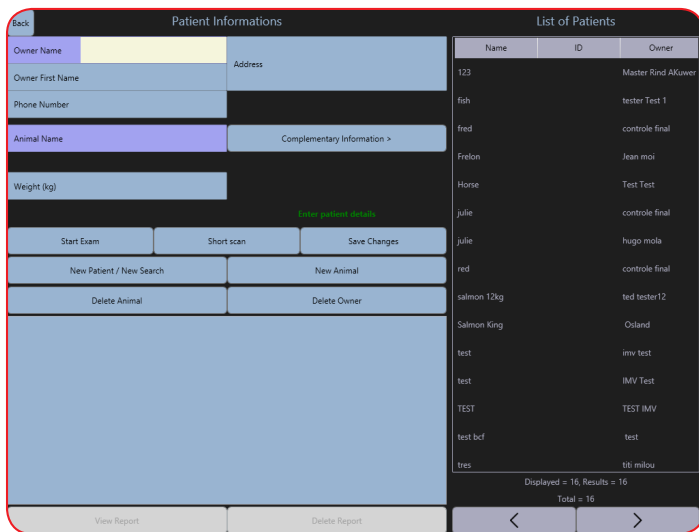 Back
Patient Informations
List of Patients
Owner Name
Address
Owner First Name
Phone Number
Animal Name
Complementary Information >
Weight (kg)
Enter patient details
Start Exam
Short scan
Save Changes
New Patient / New Search
New Animal
Delete Animal
Delete Owner
View Report
Delete Report
Name ID Owner
123 Master Rind AKuwer
fish tester Test 1
fred controle final
Frelon Jean moi
Horse Test Test
julie controle final
julie hugo mola
red controle final
salmon 12kg ted tester12
Salmon King Osland
test imv test
test IMV Test
TEST TEST IMV
test bcf test
tres titi milou
Displayed = 16, Results = 16
Total = 16
< >